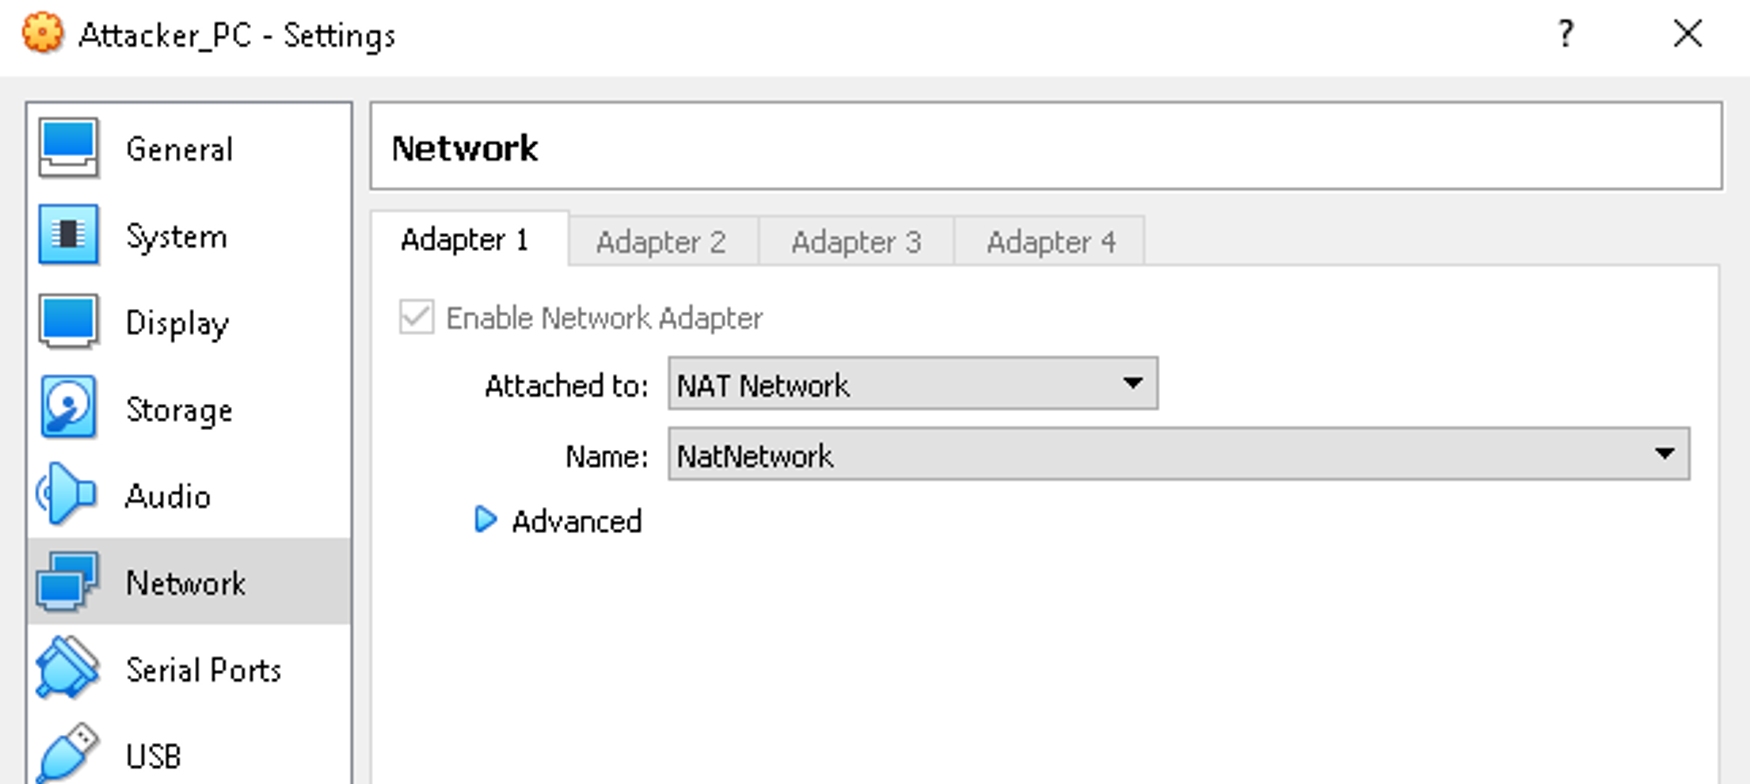 Attacker_PC - Settings
?
General
System
Display
Storage
Audio
Network
Serial Ports
USB
Network
Adapter 1
Adapter 2
Adapter 3
Adapter 4
Enable Network Adapter
Attached to: NAT Network
Name: NatNetwork
Advanced